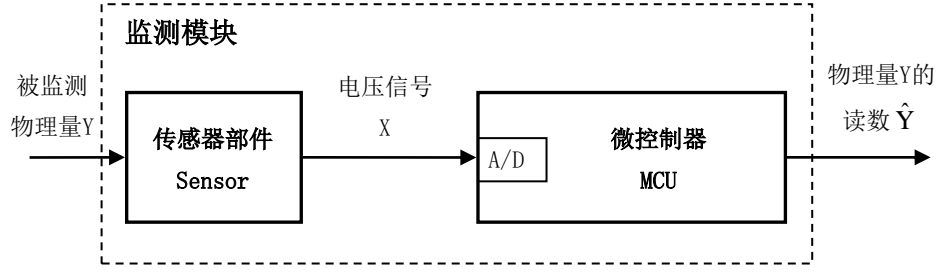 监测模块
被监测
物理量Y
传感器部件
Sensor
电压信号
X
A/D
微控制器
MCU
物理量Y的
读数 Ŷ